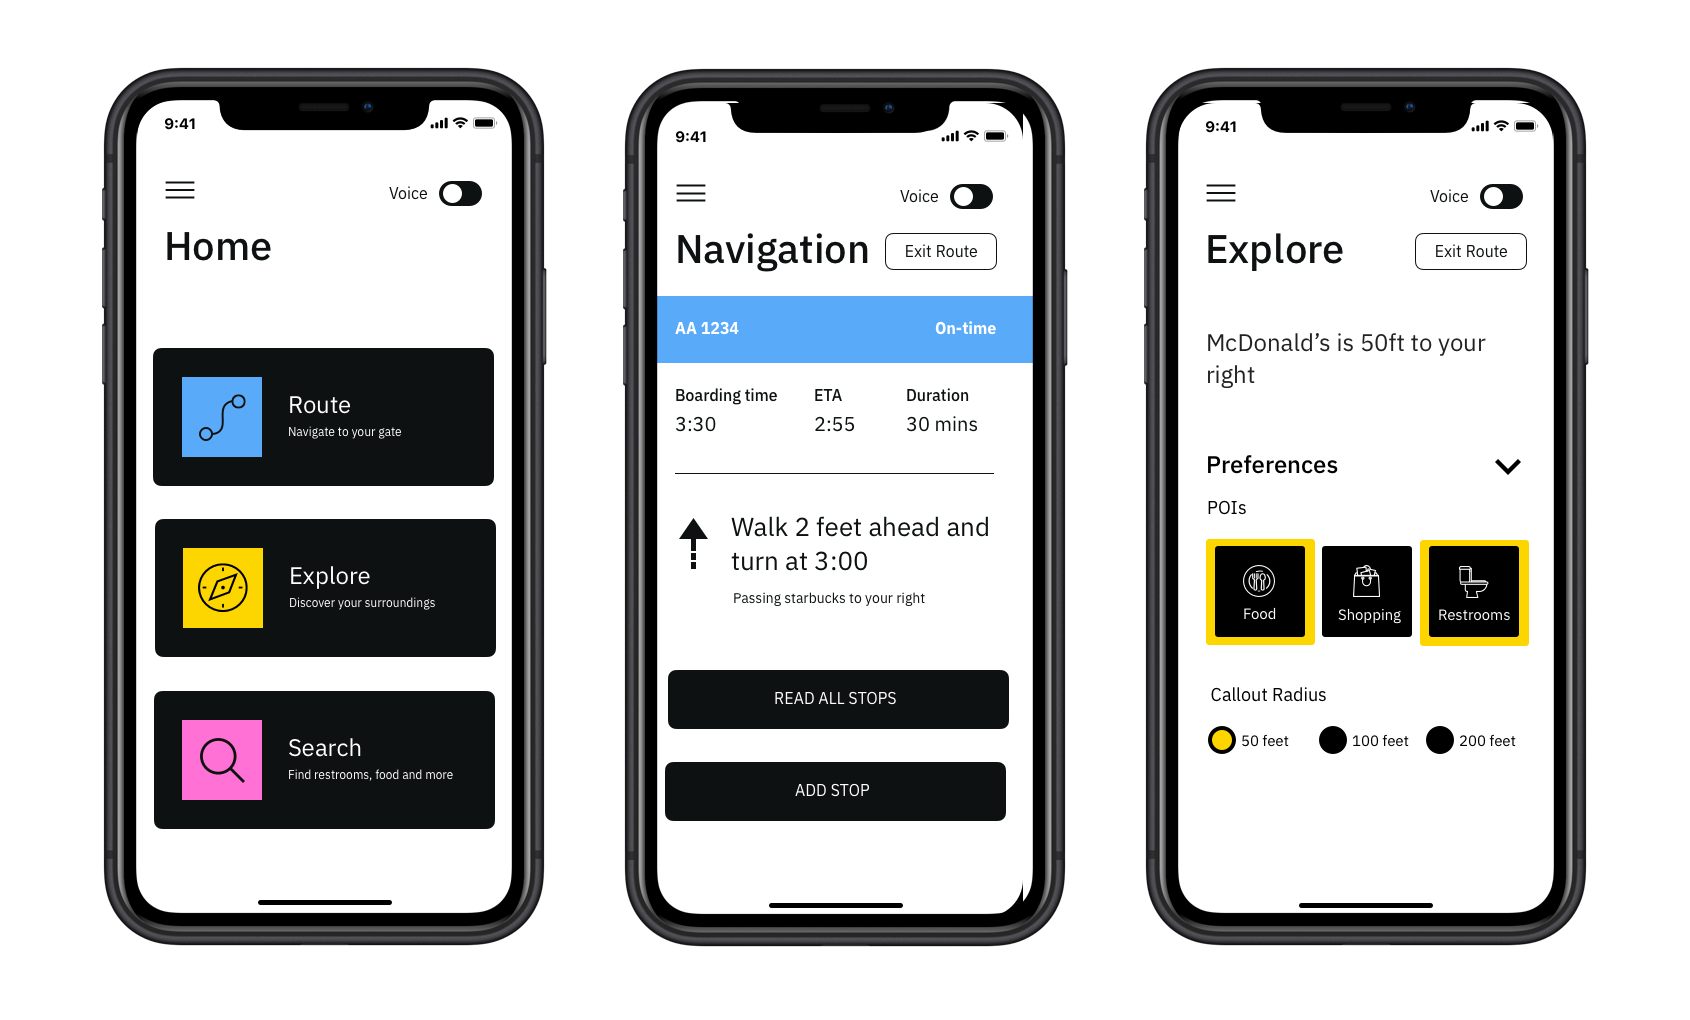 9:41
Voice
Home
Route
Navigate to your gate
Explore
Discover your surroundings
Search
Find restrooms, food and more
9:41
Voice
Navigation
Exit Route
AA 1234
On-time
Boarding time ETA Duration
3:30 2:55 30 mins
Walk 2 feet ahead and
turn at 3:00
Passing starbucks to your right
READ ALL STOPS
ADD STOP
9:41
Voice
Explore
Exit Route
McDonald’s is 50ft to your
right
Preferences
POIs
Food Shopping Restrooms
Callout Radius
50 feet 100 feet 200 feet